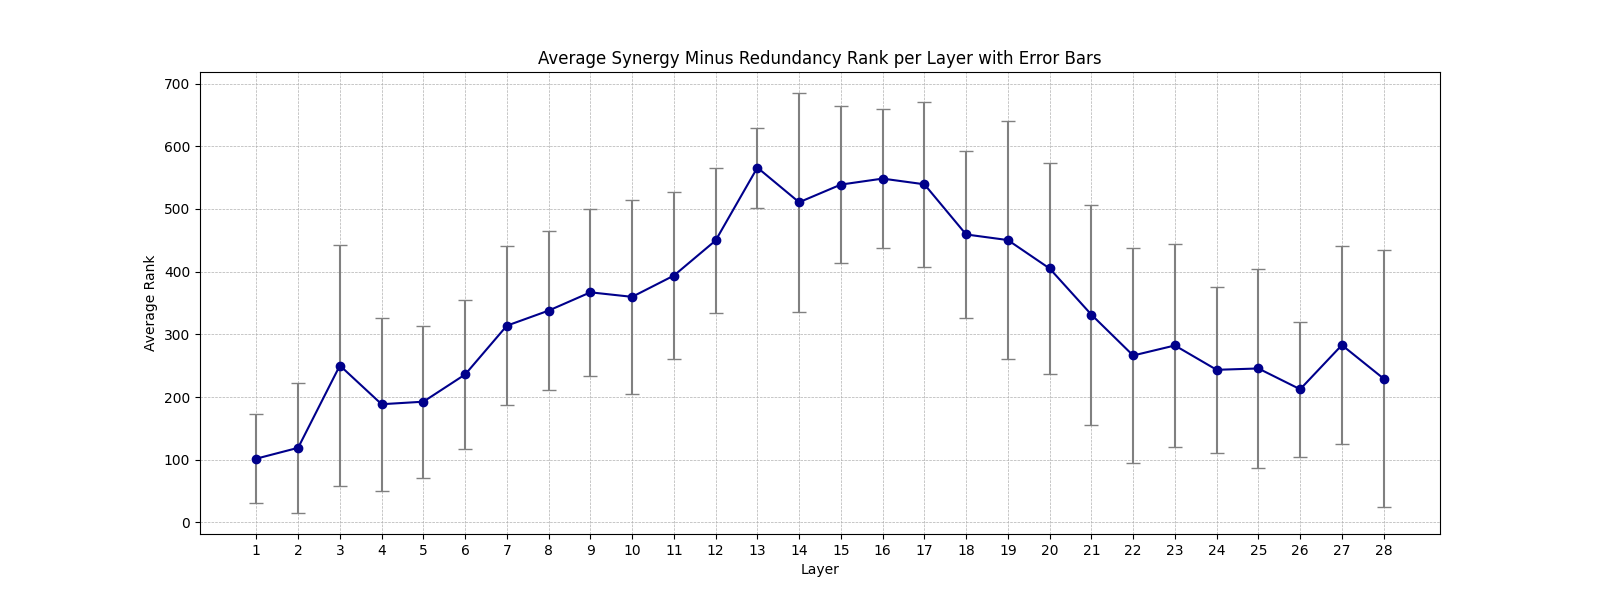 Average Synergy Minus Redundancy Rank per Layer with Error Bars
700
600
500
400
300
200
100
0
Average Rank
1 2 3 4 5 6 7 8 9 10 11 12 13 14 15 16 17 18 19 20 21 22 23 24 25 26 27 28
Layer